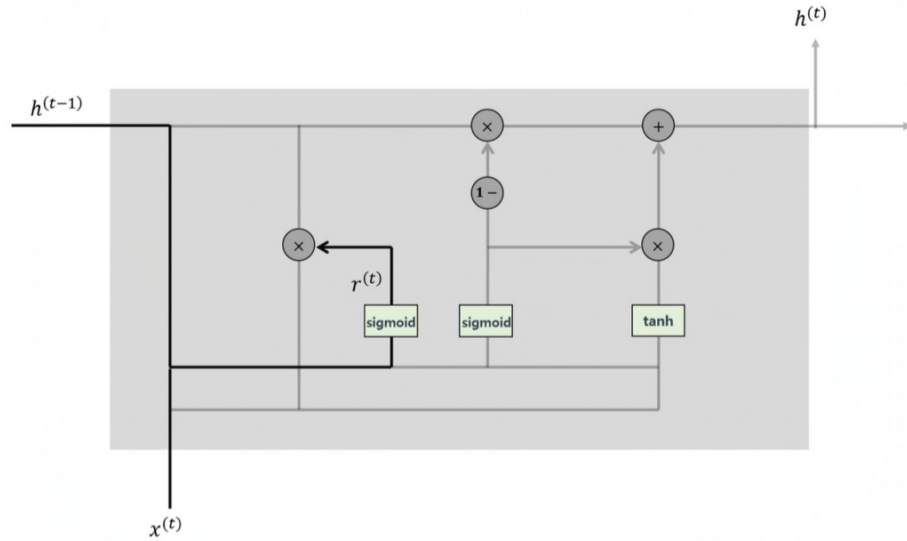 h^{(t)}
h^{(t−1)}
×
+
1 −
×
×
r^{(t)}
sigmoid
sigmoid
tanh
x^{(t)}